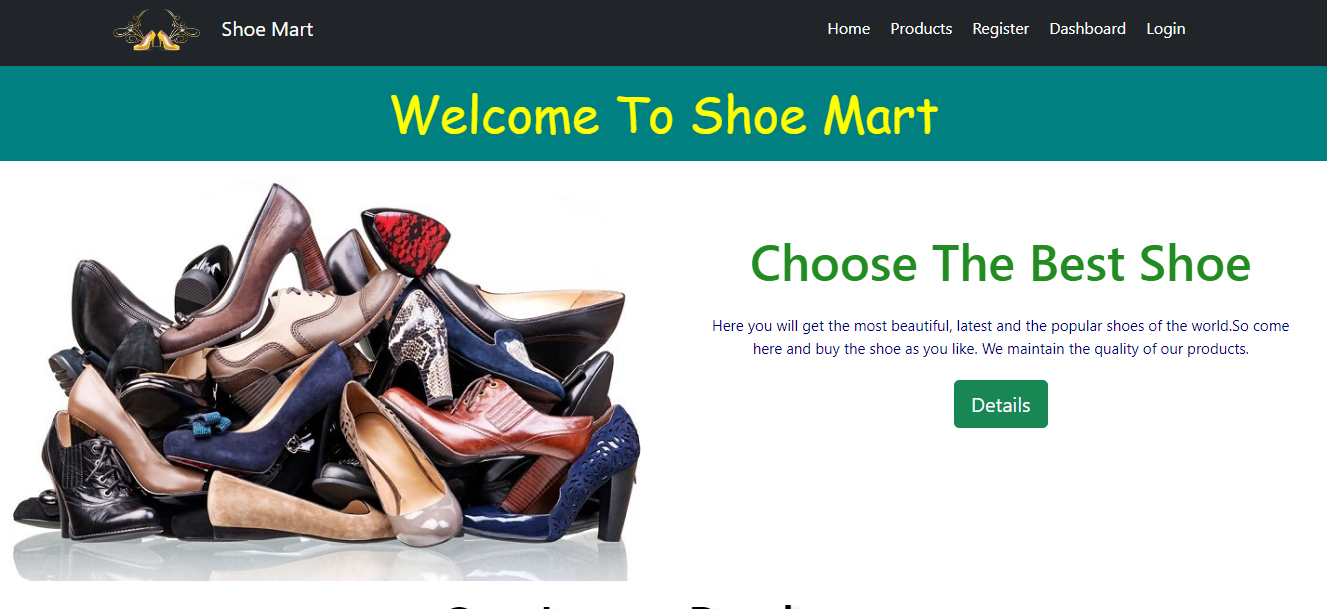 Shoe Mart
Home Products Register Dashboard Login
Welcome To Shoe Mart
Choose The Best Shoe
Here you will get the most beautiful, latest and the popular shoes of the world.So come
here and buy the shoe as you like. We maintain the quality of our products.
Details